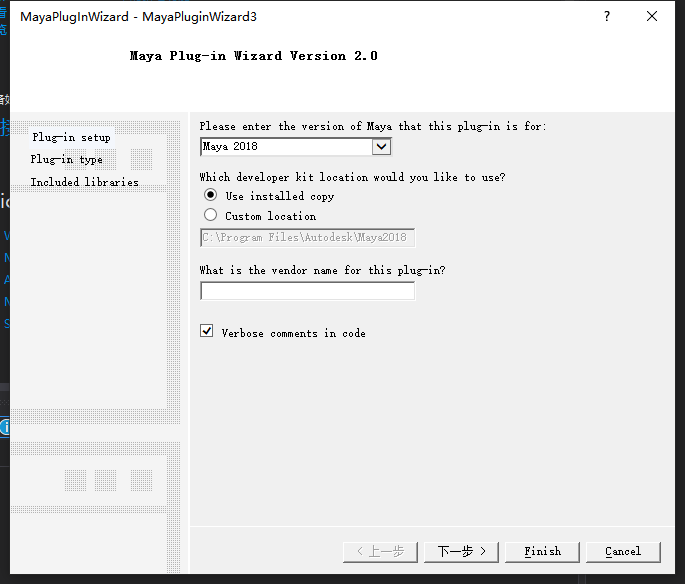 MayaPlugInWizard - MayaPluginWizard3
?
Maya Plug-in Wizard Version 2.0
Plug-in setup
Plug-in type
Included libraries
Please enter the version of Maya that this plug-in is for:
Maya 2018
Which developer kit location would you like to use?
Use installed copy
Custom location
C:\Program Files\Autodesk\Maya2018
What is the vendor name for this plug-in?
Verbose comments in code
< 上一步
下一步 >
Finish
Cancel